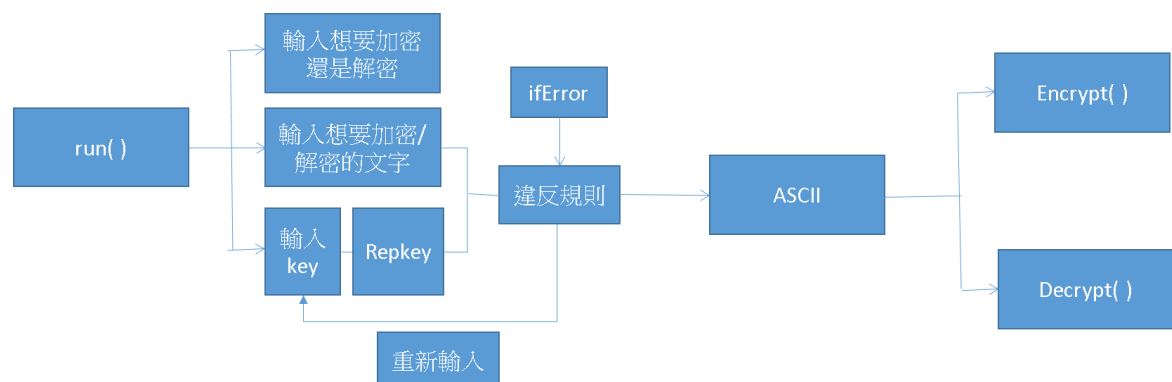 run( )
輸入想要加密
還是解密
輸入想要加密/
解密的文字
輸入
key
Repkey
ifError
違反規則
重新輸入
ASCII
Encrypt( )
Decrypt( )